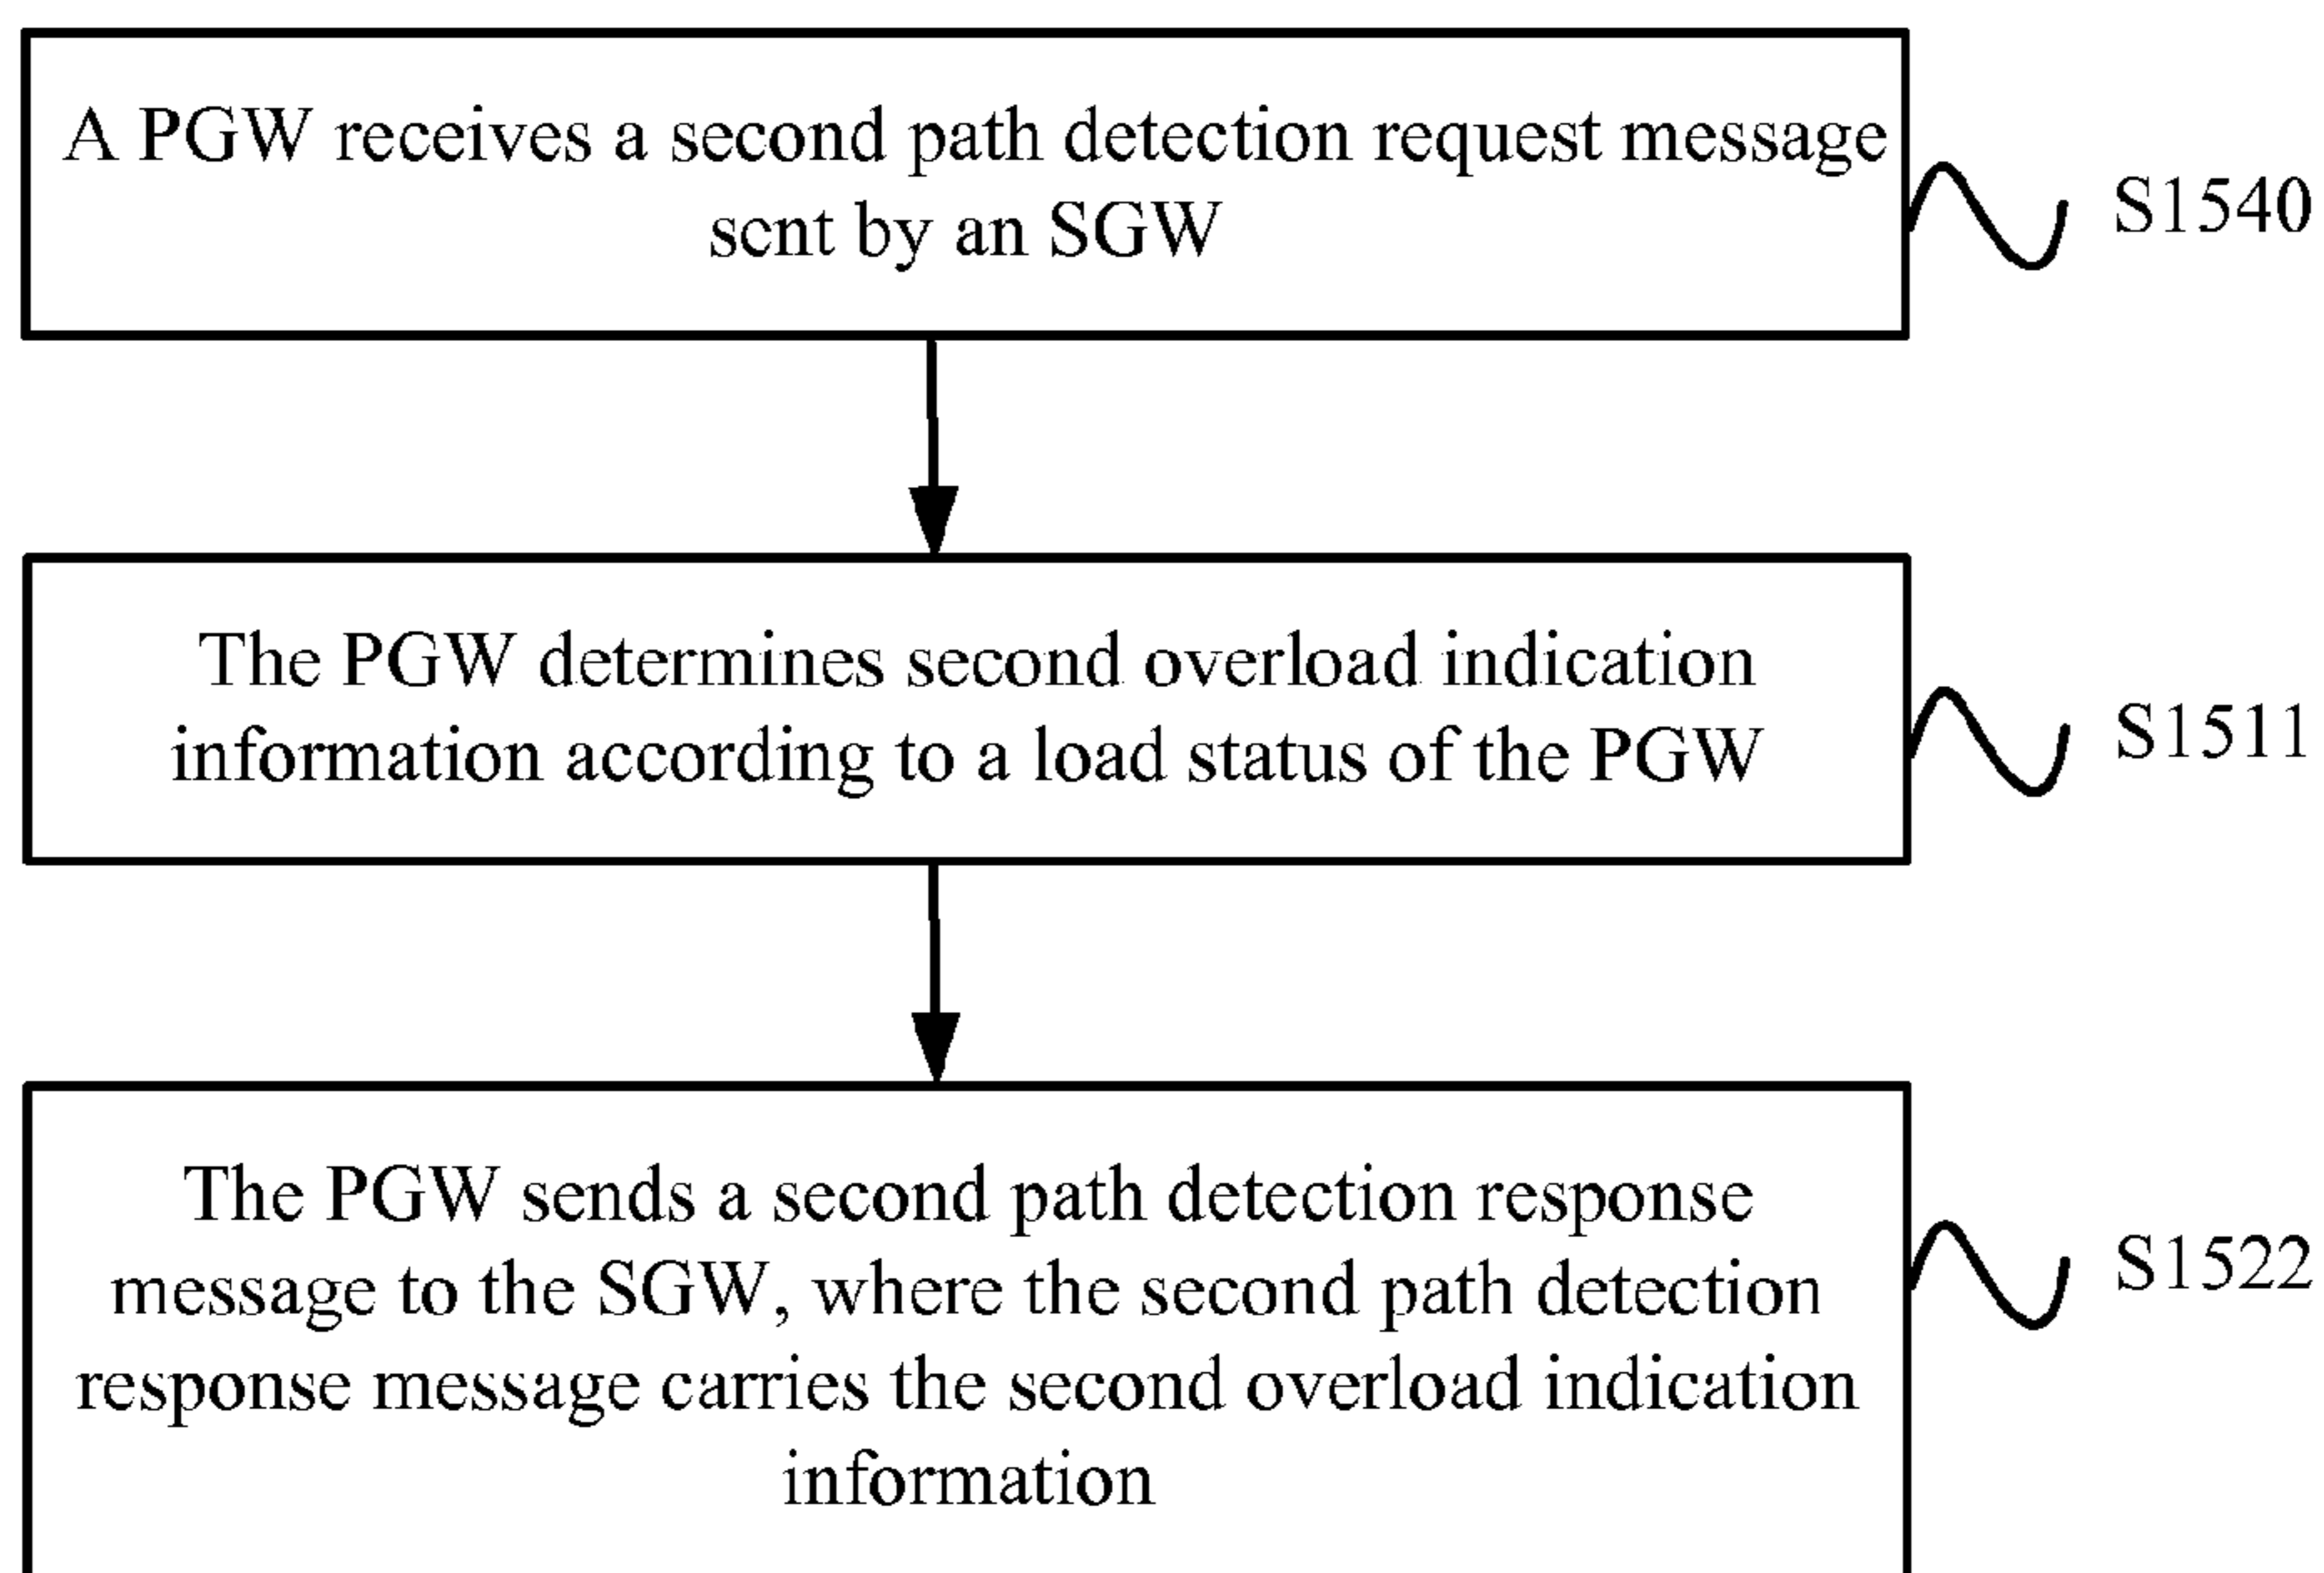 A PGW receives a second path detection request message
sent by an SGW
S1540
The PGW determines second overload indication
information according to a load status of the PGW
S1511
The PGW sends a second path detection response
message to the SGW, where the second path detection
response message carries the second overload indication
information
S1522